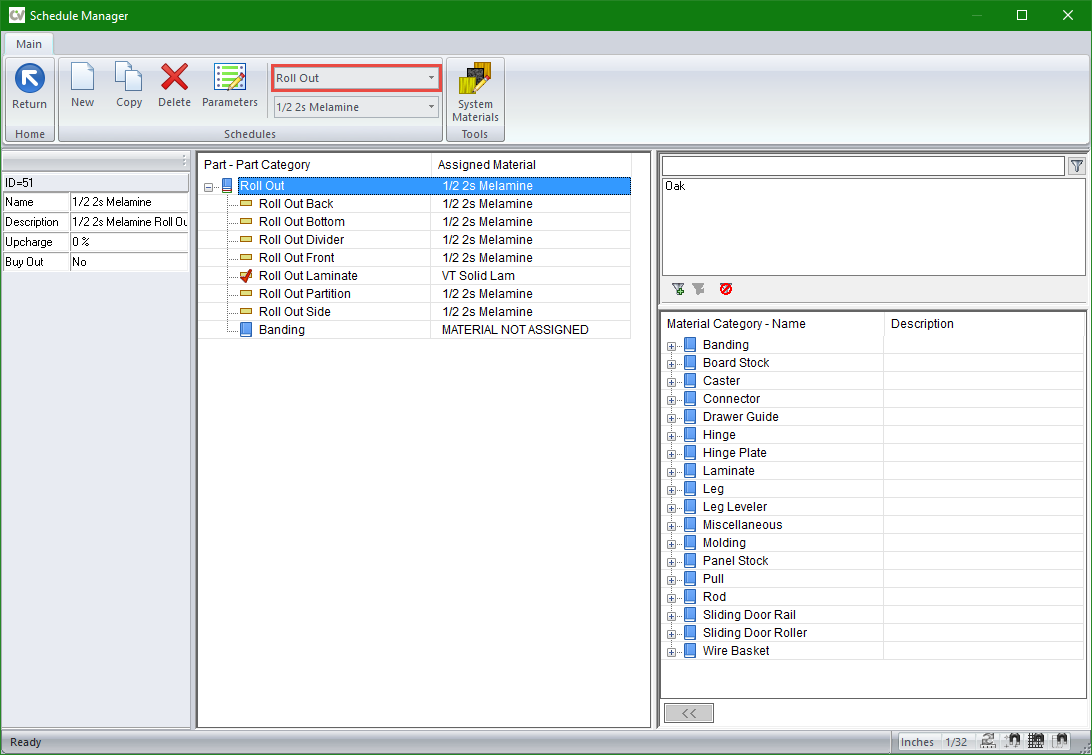 CV Schedule Manager
Main
Return
New
Copy
Delete
Parameters
Roll Out
1/2 2s Melamine
System
Materials
Home
Schedules
Tools
ID=51
Name 1/2 2s Melamine
Description 1/2 2s Melamine Roll Ou
Upcharge 0 %
Buy Out No
Part - Part Category Assigned Material
Roll Out 1/2 2s Melamine
Roll Out Back 1/2 2s Melamine
Roll Out Bottom 1/2 2s Melamine
Roll Out Divider 1/2 2s Melamine
Roll Out Front 1/2 2s Melamine
Roll Out Laminate VT Solid Lam
Roll Out Partition 1/2 2s Melamine
Roll Out Side 1/2 2s Melamine
Banding MATERIAL NOT ASSIGNED
Oak
Material Category - Name Description
Banding
Board Stock
Caster
Connector
Drawer Guide
Hinge
Hinge Plate
Laminate
Leg
Leg Leveler
Miscellaneous
Molding
Panel Stock
Pull
Rod
Sliding Door Rail
Sliding Door Roller
Wire Basket
<<
Ready
Inches 1/32